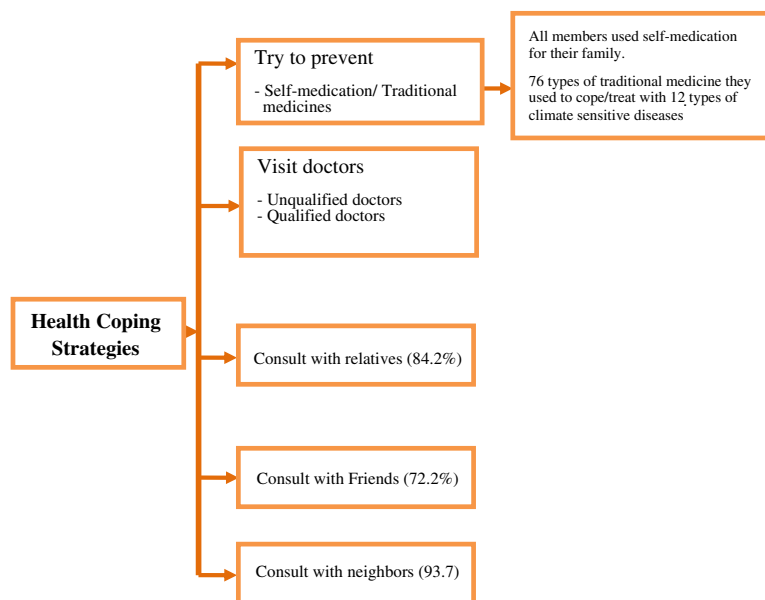 Try to prevent
- Self-medication/ Traditional
medicines
All members used self-medication
for their family.
76 types of traditional medicine they
used to cope/treat with 12 types of
climate sensitive diseases
Visit doctors
- Unqualified doctors
- Qualified doctors
Health Coping
Strategies
Consult with relatives (84.2%)
Consult with Friends (72.2%)
Consult with neighbors (93.7)